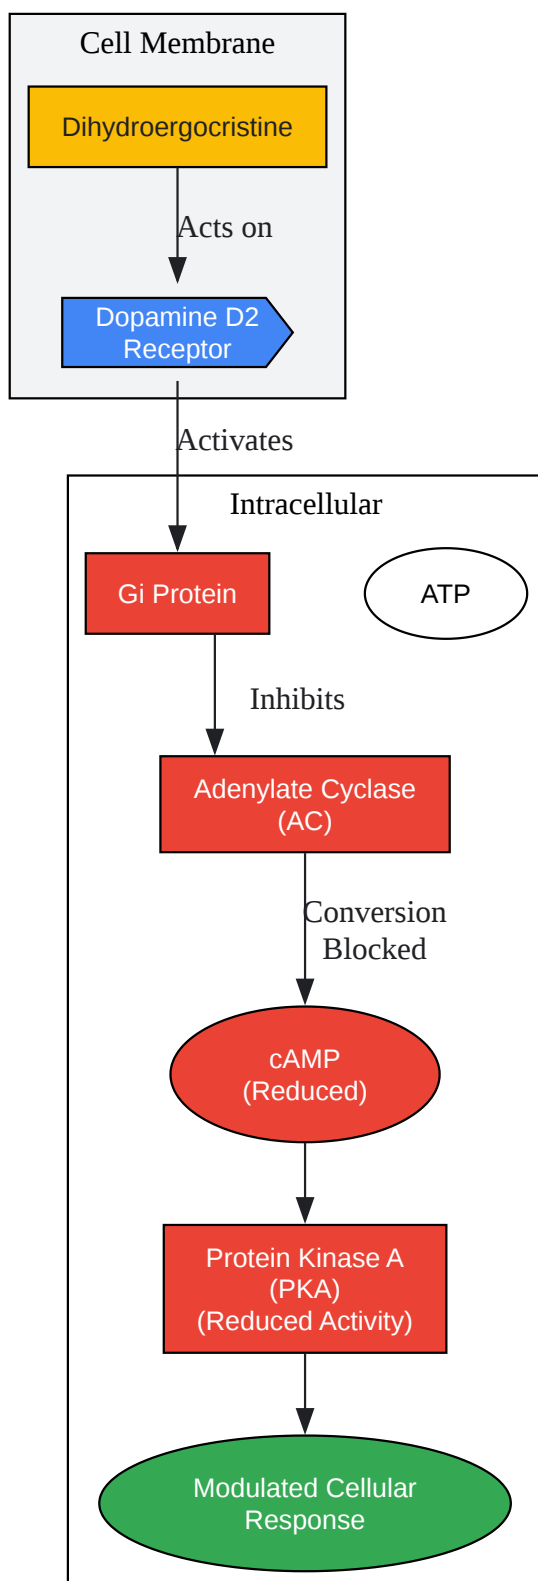 Cell Membrane
Dihydroergocristine
Acts on
Dopamine D2
Receptor
Activates
Intracellular
Gi Protein
ATP
Inhibits
Adenylate Cyclase
(AC)
Conversion
Blocked
cAMP
(Reduced)
Protein Kinase A
(PKA)
(Reduced Activity)
Modulated Cellular
Response